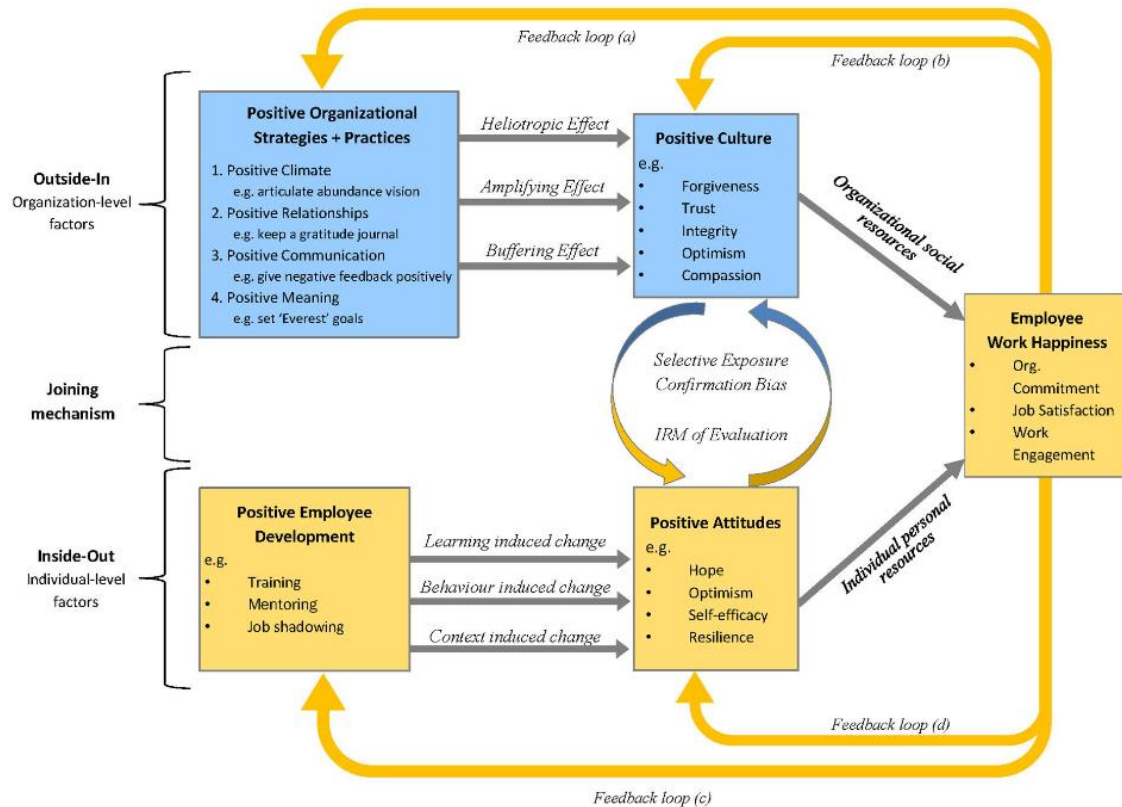 Feedback loop (a)
Feedback loop (b)
Outside-In
Organization-level
factors
Positive Organizational
Strategies + Practices
1. Positive Climate
e.g. articulate abundance vision
2. Positive Relationships
e.g. keep a gratitude journal
3. Positive Communication
e.g. give negative feedback positively
4. Positive Meaning
e.g. set ‘Everest’ goals
Heliotropic Effect
Amplifying Effect
Buffering Effect
Positive Culture
e.g.
• Forgiveness
• Trust
• Integrity
• Optimism
• Compassion
Organizational social
resources
Joining
mechanism
Selective Exposure
Confirmation Bias
IRM of Evaluation
Employee
Work Happiness
• Org.
Commitment
• Job Satisfaction
• Work
Engagement
Inside-Out
Individual-level
factors
Positive Employee
Development
e.g.
• Training
• Mentoring
• Job shadowing
Learning induced change
Behaviour induced change
Context induced change
Positive Attitudes
e.g.
• Hope
• Optimism
• Self-efficacy
• Resilience
Individual personal
resources
Feedback loop (d)
Feedback loop (c)